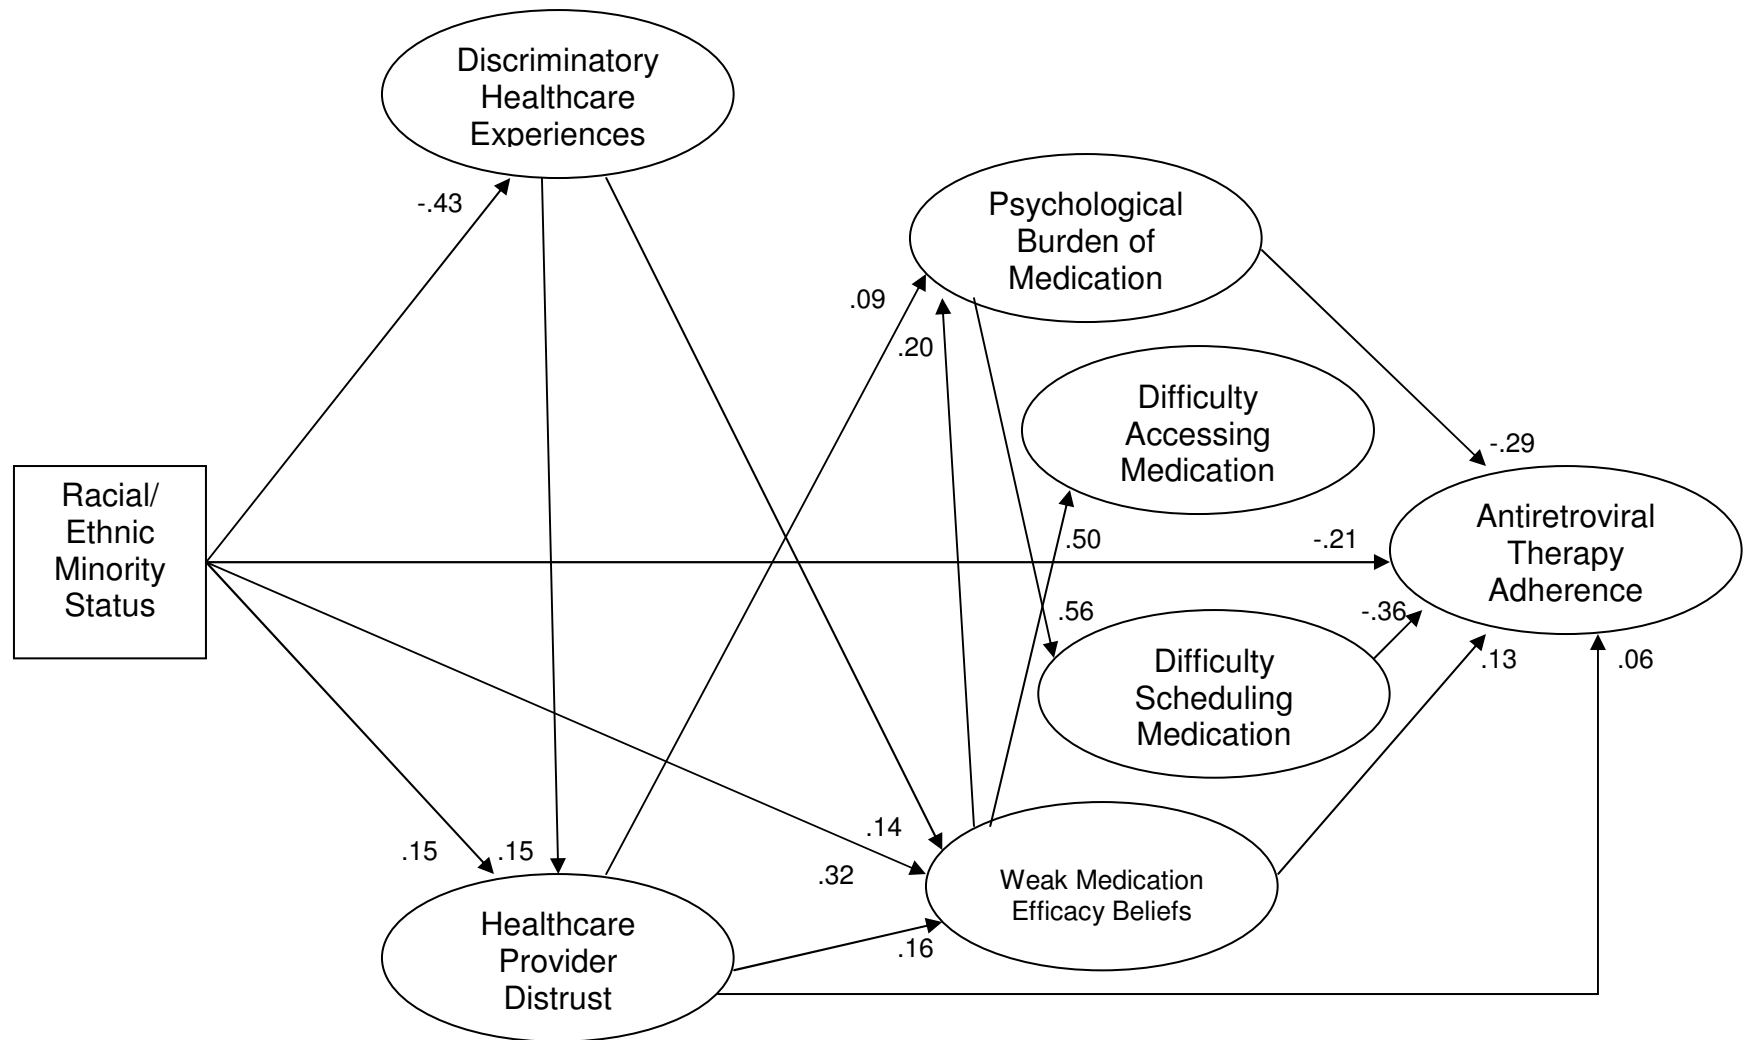 Discriminatory
Healthcare
Experiences
-.43
Psychological
Burden of
Medication
.09
.20
Difficulty
Accessing
Medication
-.29
Racial/
Ethnic
Minority
Status
Antiretroviral
Therapy
Adherence
.50
-.21
.56
-.36
Difficulty
Scheduling
Medication
.13
.06
.14
.15
.15
.32
Weak Medication
Efficacy Beliefs
Healthcare
Provider
Distrust
.16